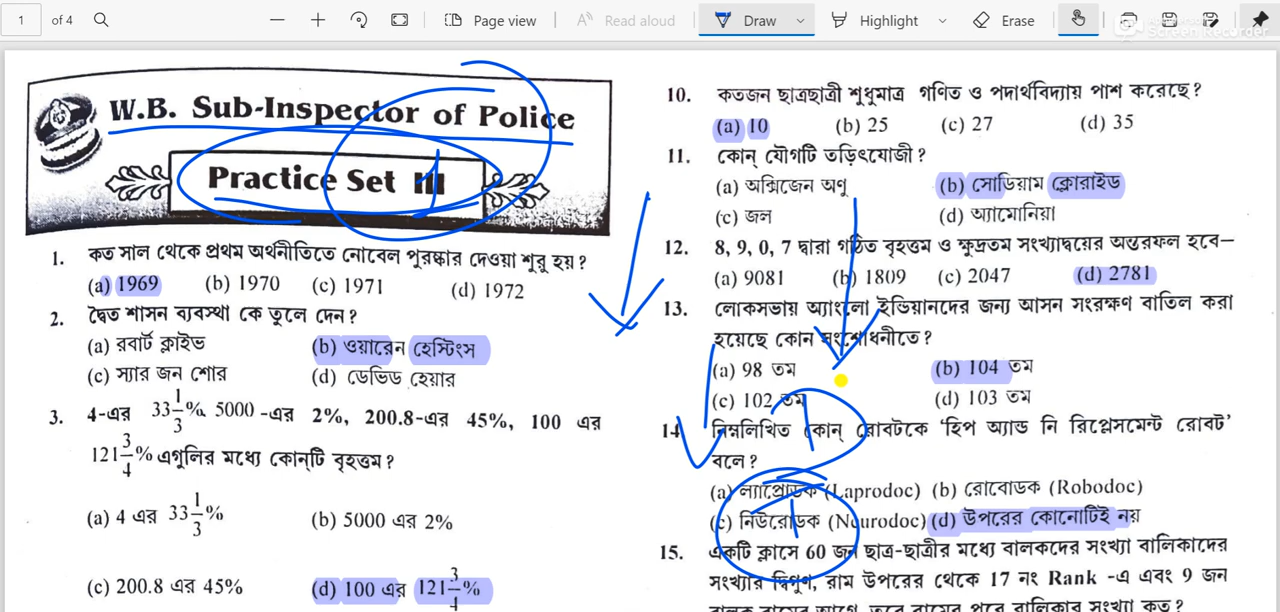 1 of 4 Page view Read aloud Draw Highlight Erase
Screen Recorder
W.B. Sub-Inspector of Police
Practice Set III
1. কত সাল থেকে প্রথম অর্থনীতিতে নোবেল পুরস্কার দেওয়া শুরু হয়?
(a) 1969 (b) 1970 (c) 1971 (d) 1972
2. দ্বৈত শাসন ব্যবস্থা কে তুলে দেন?
(a) রবার্ট ক্লাইভ (b) ওয়ারেন হেস্টিংস
(c) স্যার জন শোর (d) ডেভিড হেয়ার
3. 4-এর 33 1/3 %. 5000 -এর 2%, 200.8-এর 45%, 100 এর
121 3/4 % এগুলির মধ্যে কোন্‌টি বৃহত্তম?
(a) 4 এর 33 1/3 % (b) 5000 এর 2%
(c) 200.8 এর 45% (d) 100 এর 121 3/4 %
10. কতজন ছাত্রছাত্রী শুধুমাত্র গণিত ও পদার্থবিদ্যায় পাশ করেছে?
(a) 10 (b) 25 (c) 27 (d) 35
11. কোন্ যৌগটি তড়িৎযোজী?
(a) অক্সিজেন অণু (b) সোডিয়াম ক্লোরাইড
(c) জল (d) অ্যামোনিয়া
12. 8, 9, 0, 7 দ্বারা গঠিত বৃহত্তম ও ক্ষুদ্রতম সংখ্যাদ্বয়ের অন্তরফল হবে—
(a) 9081 (b) 1809 (c) 2047 (d) 2781
13. লোকসভায় অ্যাংলো ইন্ডিয়ানদের জন্য আসন সংরক্ষণ বাতিল করা
হয়েছে কোন সংশোধনীতে?
(a) 98 তম (b) 104 তম
(c) 102 তম (d) 103 তম
14. নিম্নলিখিত কোন্ রোবটকে ‘হিপ অ্যান্ড নি রিপ্লেসমেন্ট রোবট’
বলে?
(a) ল্যাপ্রোডক (Laprodoc) (b) রোবোডক (Robodoc)
(c) নিউরোডক (Neurodoc) (d) উপরের কোনোটিই নয়
15. একটি ক্লাসে 60 জন ছাত্র-ছাত্রীর মধ্যে বালকদের সংখ্যা বালিকাদের
সংখ্যার দ্বিগুণ, রাম উপরের থেকে 17 নং Rank -এ এবং 9 জন
বালক রামের আগে, তবে রামের পরে বালিকার সংখ্যা কত?